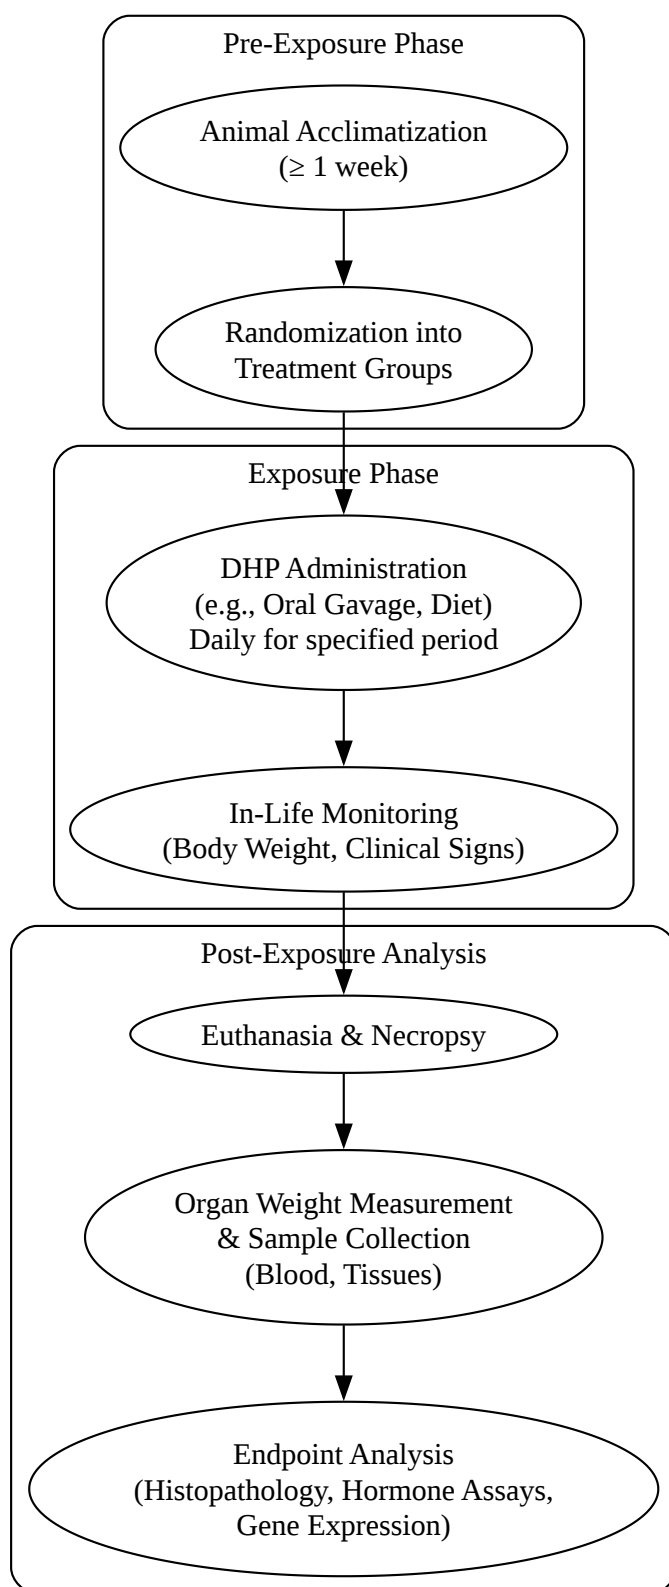 Pre-Exposure Phase
Animal Acclimatization
(≥ 1 week)
Randomization into
Treatment Groups
Exposure Phase
DHP Administration
(e.g., Oral Gavage, Diet)
Daily for specified period
In-Life Monitoring
(Body Weight, Clinical Signs)
Post-Exposure Analysis
Euthanasia & Necropsy
Organ Weight Measurement
& Sample Collection
(Blood, Tissues)
Endpoint Analysis
(Histopathology, Hormone Assays,
Gene Expression)